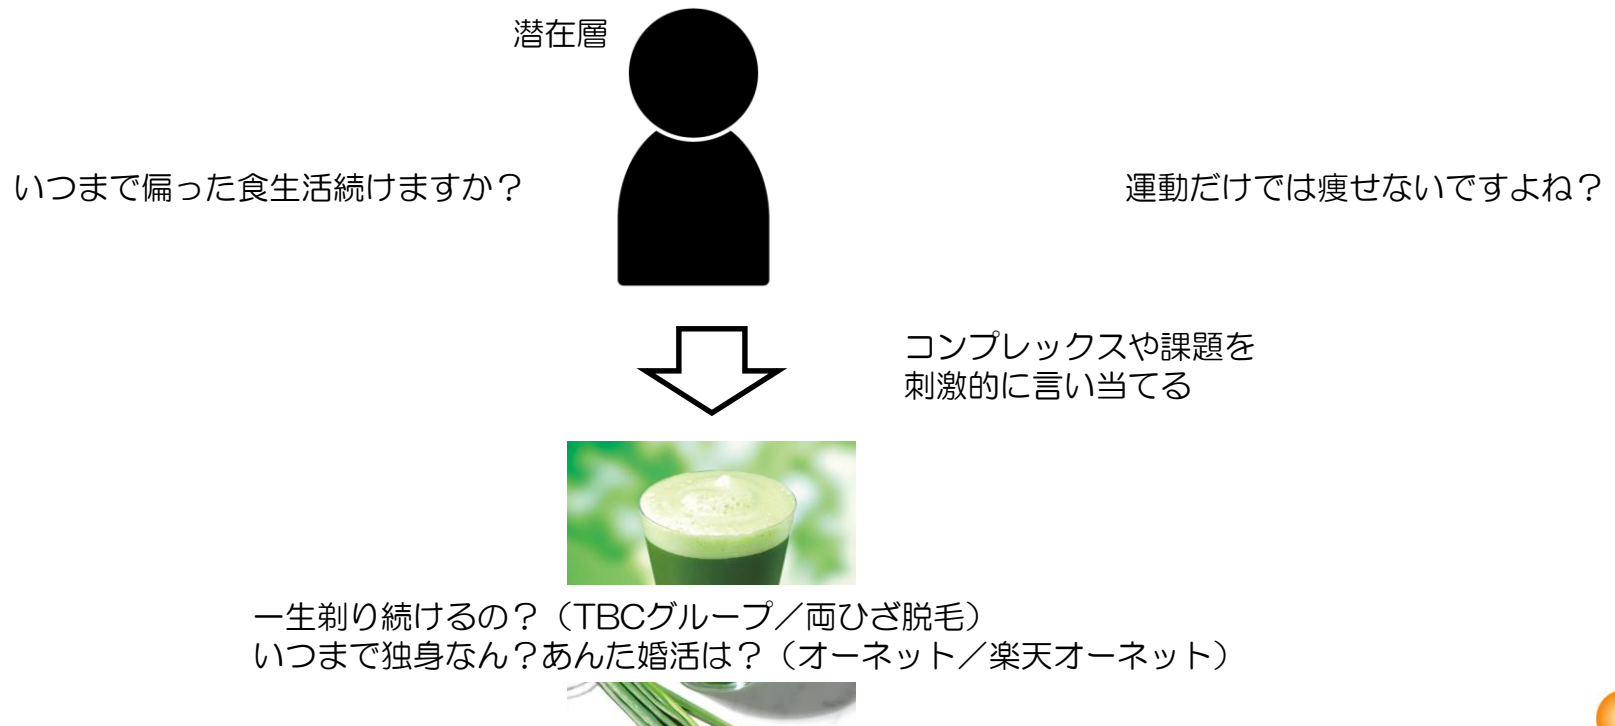 潜在層
いつまで偏った食生活続けますか？
運動だけでは痩せないですよね？
コンプレックスや課題を
刺激的に言い当てる
一生剃り続けるの？（TBCグループ／両ひざ脱毛）
いつまで独身なん？あんた婚活は？（オーネット／楽天オーネット）